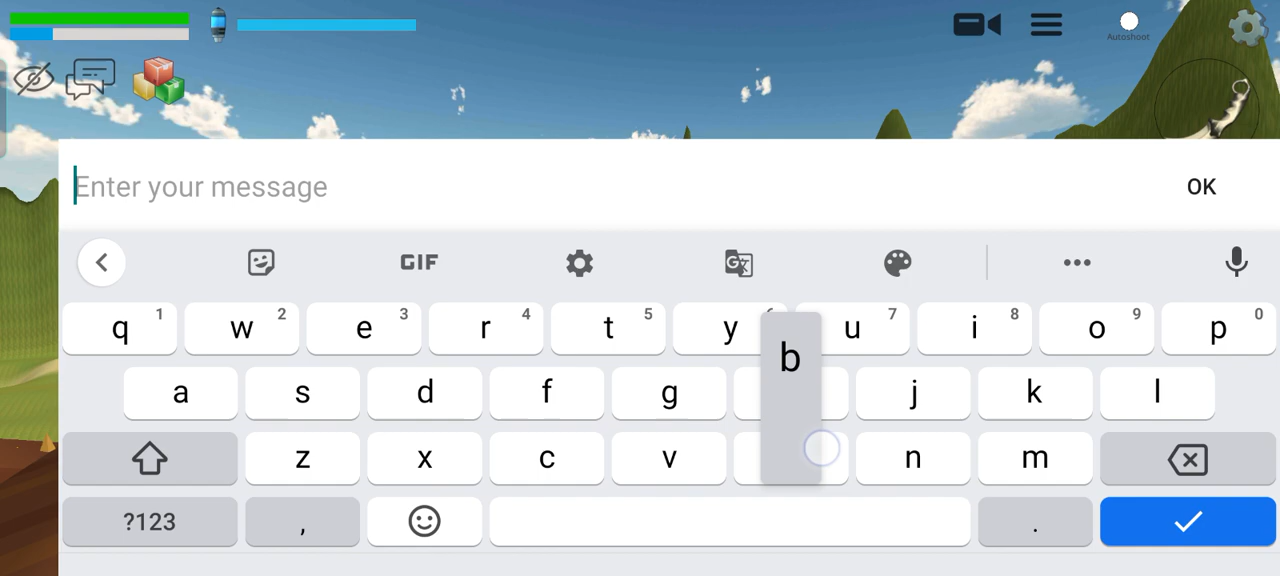 Autoshoot
Enter your message
OK
GIF
q 1 w 2 e 3 r 4 t 5 y u 7 i 8 o 9 p 0
b
a s d f g j k l
z x c v n m
?123 , .